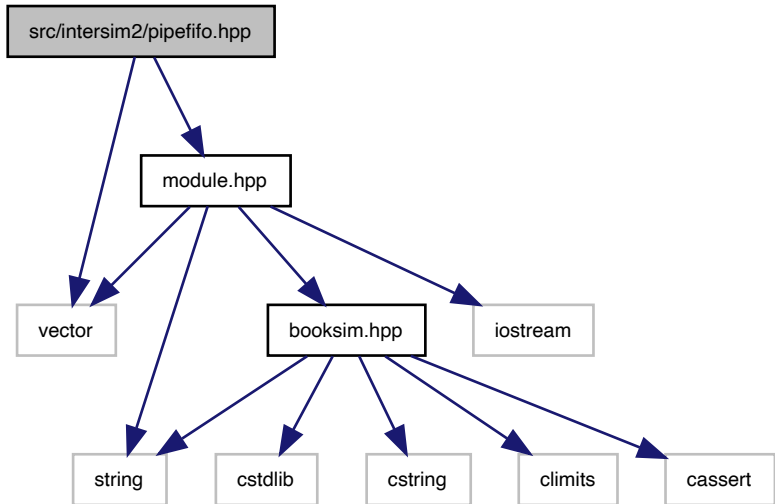 src/intersim2/pipefifo.hpp
module.hpp
vector
booksim.hpp
iostream
string
cstdlib
cstring
climits
cassert